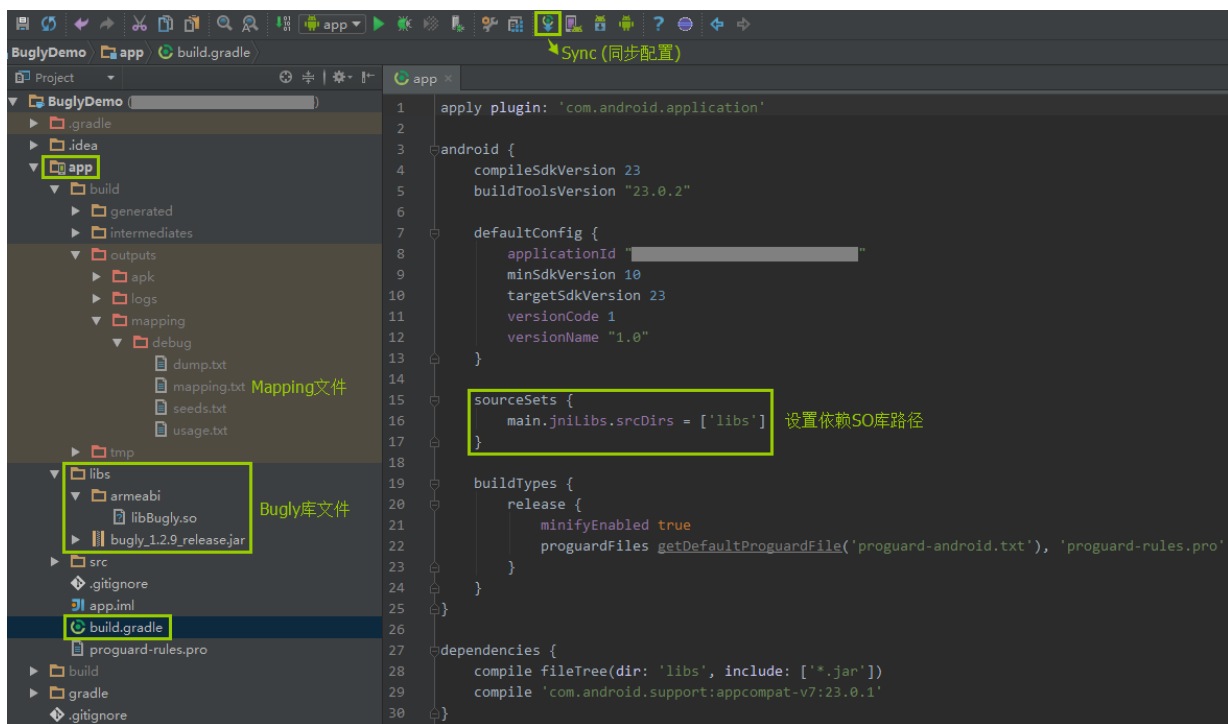 app
Sync (同步配置)
BuglyDemo
app
build.gradle
Project
app
BuglyDemo (
)
.gradle
.idea
app
build
generated
intermediates
outputs
apk
logs
mapping
debug
dump.txt
mapping.txt Mapping文件
seeds.txt
usage.txt
tmp
libs
armeabi
libBugly.so
Bugly库文件
bugly_1.2.9_release.jar
src
.gitignore
app.iml
build.gradle
proguard-rules.pro
build
gradle
.gitignore
1 apply plugin: 'com.android.application'
2
3 android {
4 compileSdkVersion 23
5 buildToolsVersion "23.0.2"
6
7 defaultConfig {
8 applicationId " "
9 minSdkVersion 10
10 targetSdkVersion 23
11 versionCode 1
12 versionName "1.0"
13 }
14
15 sourceSets {
16 main.jniLibs.srcDirs = ['libs'] 设置依赖SO库路径
17 }
18
19 buildTypes {
20 release {
21 minifyEnabled true
22 proguardFiles getDefaultProguardFile('proguard-android.txt'), 'proguard-rules.pro'
23 }
24 }
25 }
26
27 dependencies {
28 compile fileTree(dir: 'libs', include: ['*.jar'])
29 compile 'com.android.support:appcompat-v7:23.0.1'
30 }